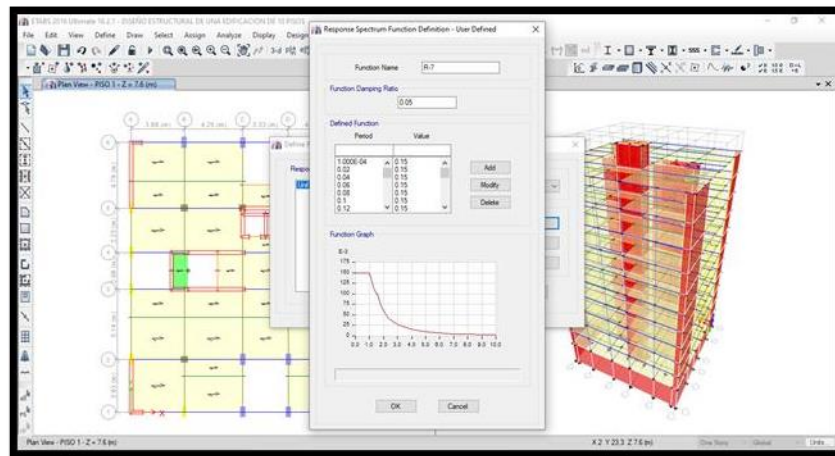 ETABS 2016 Ultimate 16.2.1 - DISEÑO ESTRUCTURAL DE UNA EDIFICACION DE 10 PISOS
File Edit View Define Draw Select Assign Analyze Display Design
Plan View - PISO 1 - Z = 7.6 (m)
Response Spectrum Function Definition - User Defined
Function Name R-7
Function Damping Ratio
0.05
Defined Function
Period Value
1.000E-04 0.15
0.02 0.15
0.04 0.15
0.06 0.15
0.08 0.15
0.1 0.15
0.12 0.15
Add
Modify
Delete
Function Graph
E-3
175
150
125
100
75
50
25
0
0.0 1.0 2.0 3.0 4.0 5.0 6.0 7.0 8.0 9.0 10.0
OK Cancel
Plan View - PISO 1 - Z = 7.6 (m) X 2 Y 23.3 Z 7.6 (m) One Story Global Units...